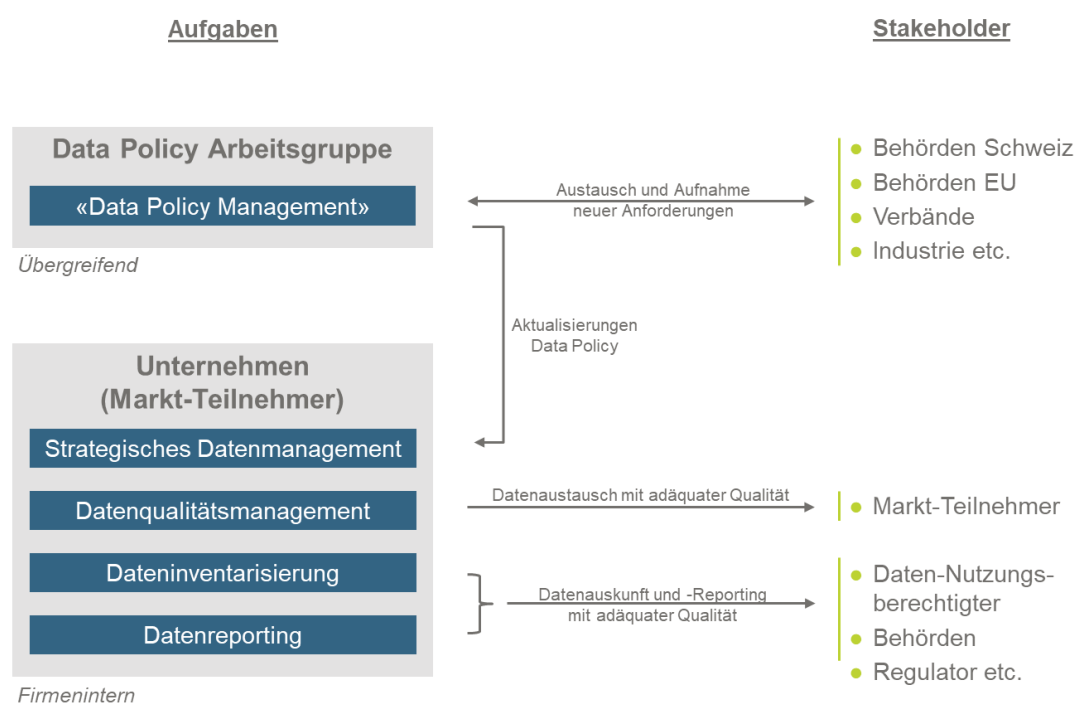 Aufgaben
Stakeholder
Data Policy Arbeitsgruppe
«Data Policy Management»
Übergreifend
Austausch und Aufnahme
neuer Anforderungen
Behörden Schweiz
Behörden EU
Verbände
Industrie etc.
Aktualisierungen
Data Policy
Unternehmen
(Markt-Teilnehmer)
Strategisches Datenmanagement
Datenqualitätsmanagement
Dateninventarisierung
Datenreporting
Firmenintern
Datenaustausch mit adäquater Qualität
Markt-Teilnehmer
Datenauskunft und -Reporting
mit adäquater Qualität
Daten-Nutzungs-
berechtigter
Behörden
Regulator etc.